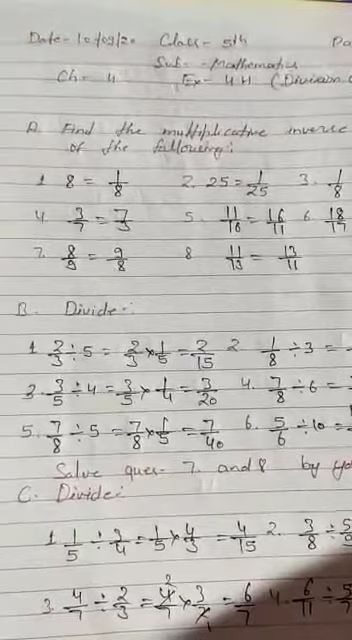 Date- 10/09/20 Class- 5th
Sub- Mathematics
Ch- 4 Ex- 4H (Division
A. Find the multiplicative inverse
of the following:
1. 8 = 1/8 2. 25 = 1/25 3. 1/8
4. 3/7 = 7/3 5. 11/16 = 16/11 6. 18/17
7. 8/9 = 9/8 8 11/13 = 13/11
B. Divide:-
1. 2/3 ÷ 5 = 2/3 × 1/5 = 2/15 2. 1/8 ÷ 3 =
3. 3/5 ÷ 4 = 3/5 × 1/4 = 3/20 4. 7/8 ÷ 6 =
5. 7/8 ÷ 5 = 7/8 × 1/5 = 7/40 6. 5/6 ÷ 10 =
Solve ques- 7 and 8 by
C. Divide:
1. 1/5 ÷ 3/4 = 1/5 × 4/3 = 4/15 2. 3/8 ÷
3. 4/7 ÷ 2/3 = 4/7 × 3/2 = 6/7 4. 6/11 ÷